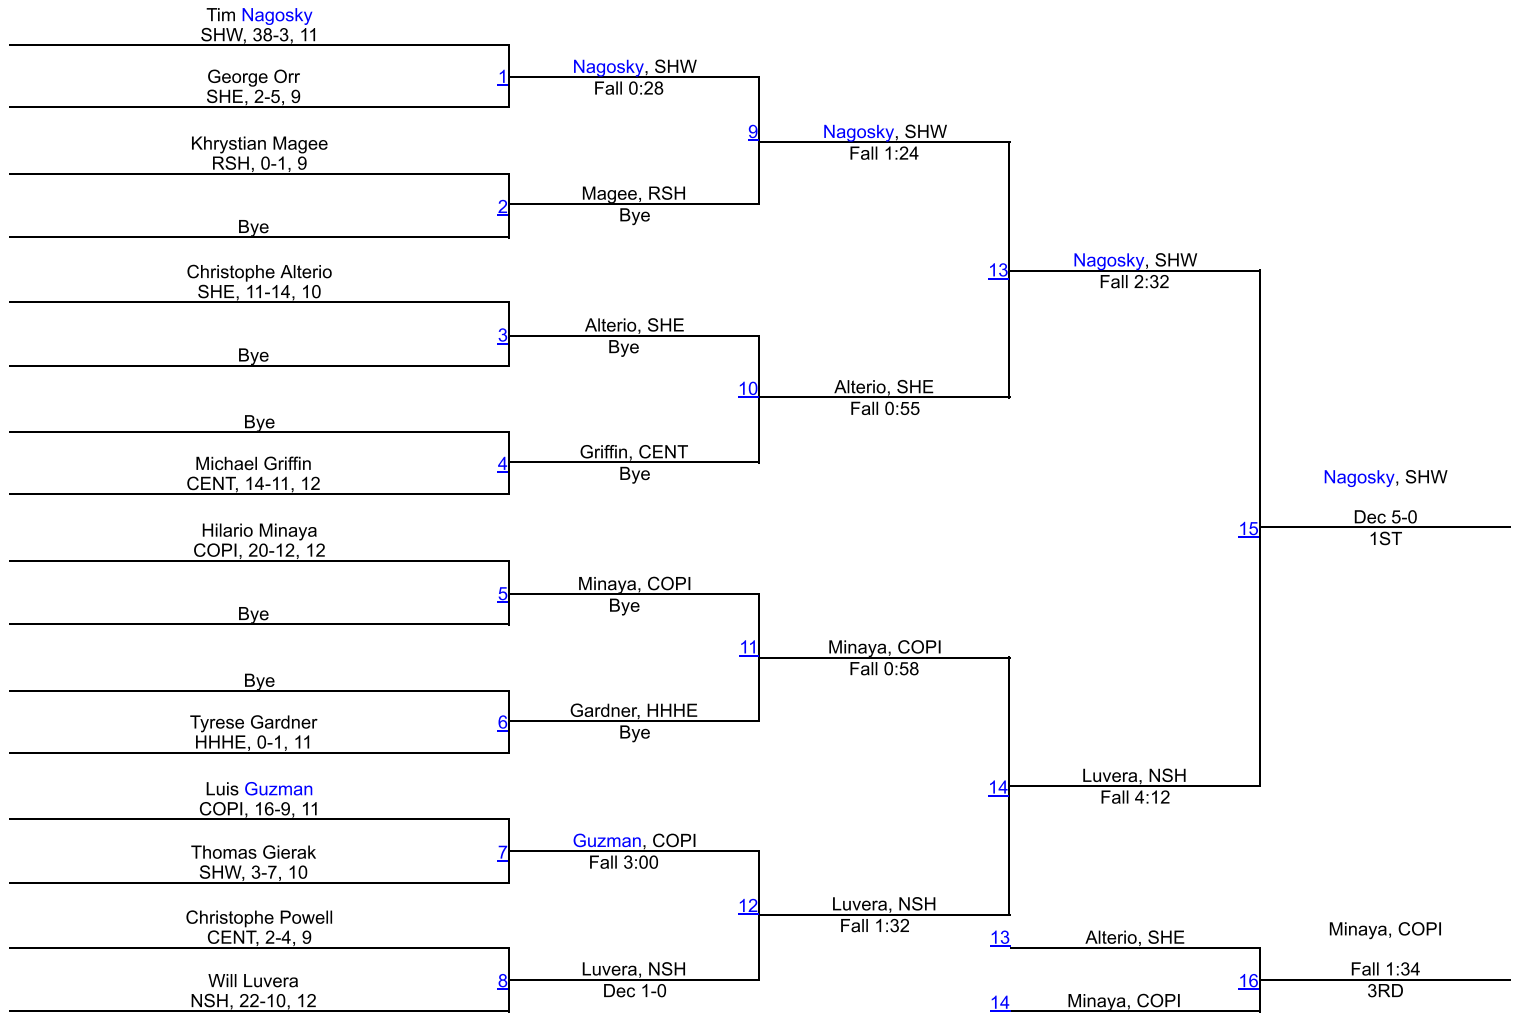 Tim Nagosky
SHW, 38-3, 11
1
George Orr
SHE, 2-5, 9
Khrystian Magee
RSH, 0-1, 9
2
Bye
Christophe Alterio
SHE, 11-14, 10
3
Bye
Bye
4
Michael Griffin
CENT, 14-11, 12
Hilario Minaya
COPI, 20-12, 12
5
Bye
Bye
6
Tyrese Gardner
HHHE, 0-1, 11
Luis Guzman
COPI, 16-9, 11
7
Thomas Gierak
SHW, 3-7, 10
Christophe Powell
CENT, 2-4, 9
8
Will Luvera
NSH, 22-10, 12
Nagosky, SHW
Fall 0:28
9
Magee, RSH
Bye
Alterio, SHE
Bye
10
Griffin, CENT
Bye
Minaya, COPI
Bye
11
Gardner, HHHE
Bye
Guzman, COPI
Fall 3:00
12
Luvera, NSH
Dec 1-0
Nagosky, SHW
Fall 1:24
13
Alterio, SHE
Fall 0:55
Minaya, COPI
Fall 0:58
14
Luvera, NSH
Fall 1:32
Nagosky, SHW
Fall 2:32
15
Luvera, NSH
Fall 4:12
Nagosky, SHW
Dec 5-0
1ST
13
Alterio, SHE
16
14
Minaya, COPI
Minaya, COPI
Fall 1:34
3RD